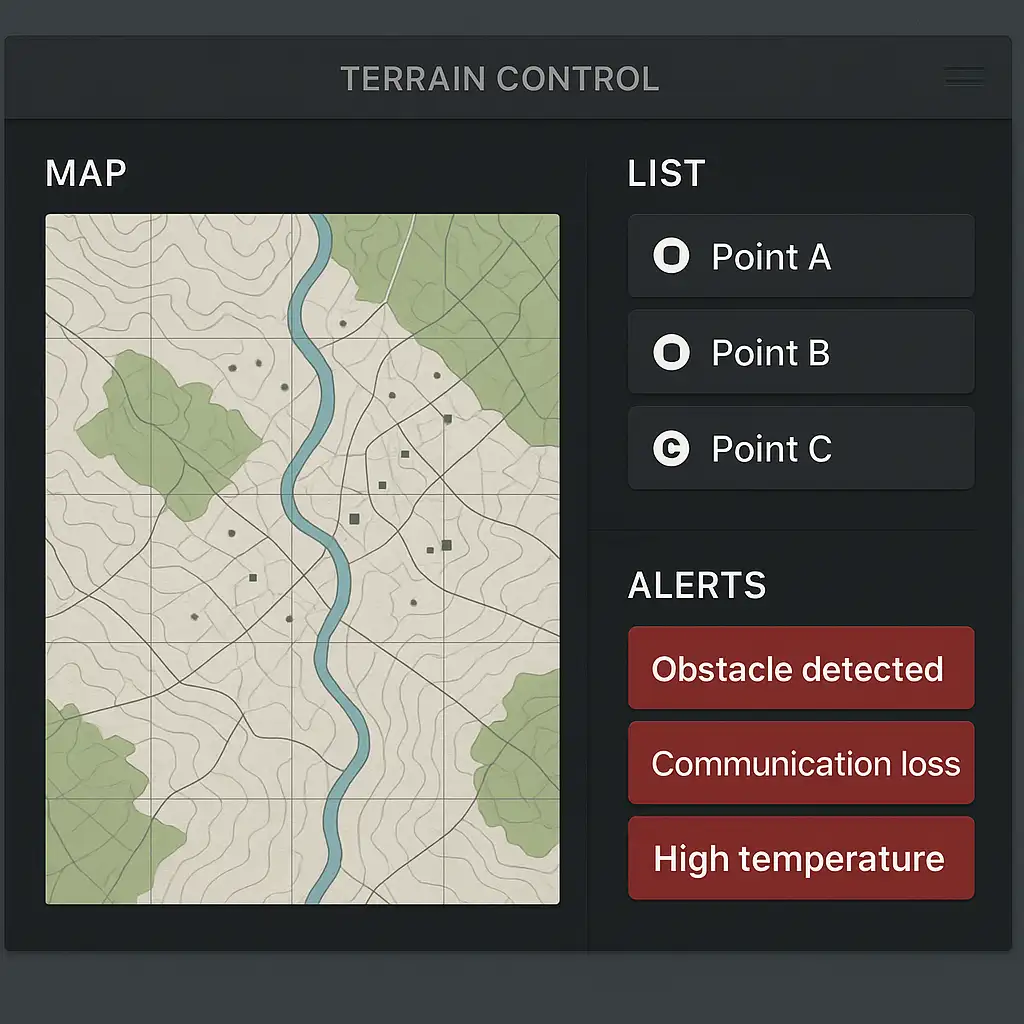 TERRAIN CONTROL
MAP
LIST
Point A
Point B
C Point C
ALERTS
Obstacle detected
Communication loss
High temperature